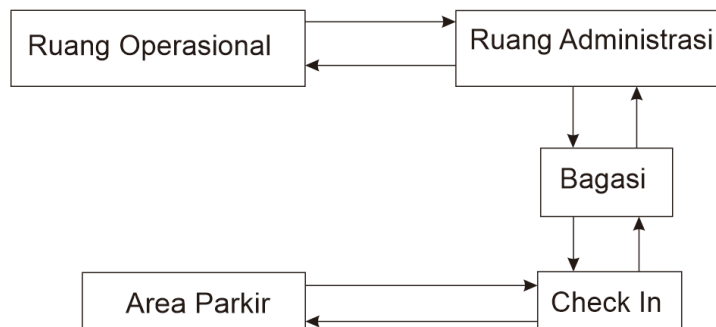 Ruang Operasional
Ruang Administrasi
Bagasi
Area Parkir
Check In